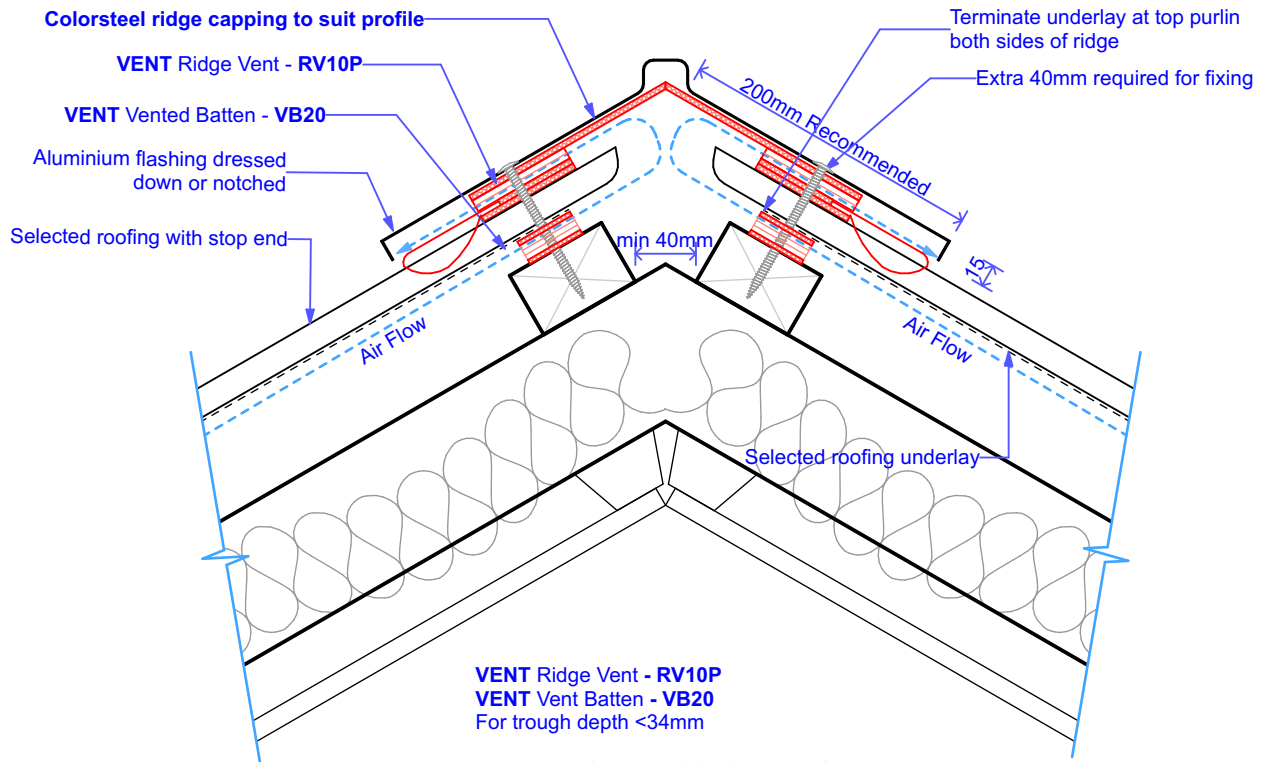 Colorsteel ridge capping to suit profile
VENT Ridge Vent - RV10P
VENT Vented Batten - VB20
Aluminium flashing dressed
down or notched
Selected roofing with stop end
Terminate underlay at top purlin
both sides of ridge
Extra 40mm required for fixing
200mm Recommended
min 40mm
15
Air Flow
Air Flow
Selected roofing underlay
VENT Ridge Vent - RV10P
VENT Vent Batten - VB20
For trough depth <34mm